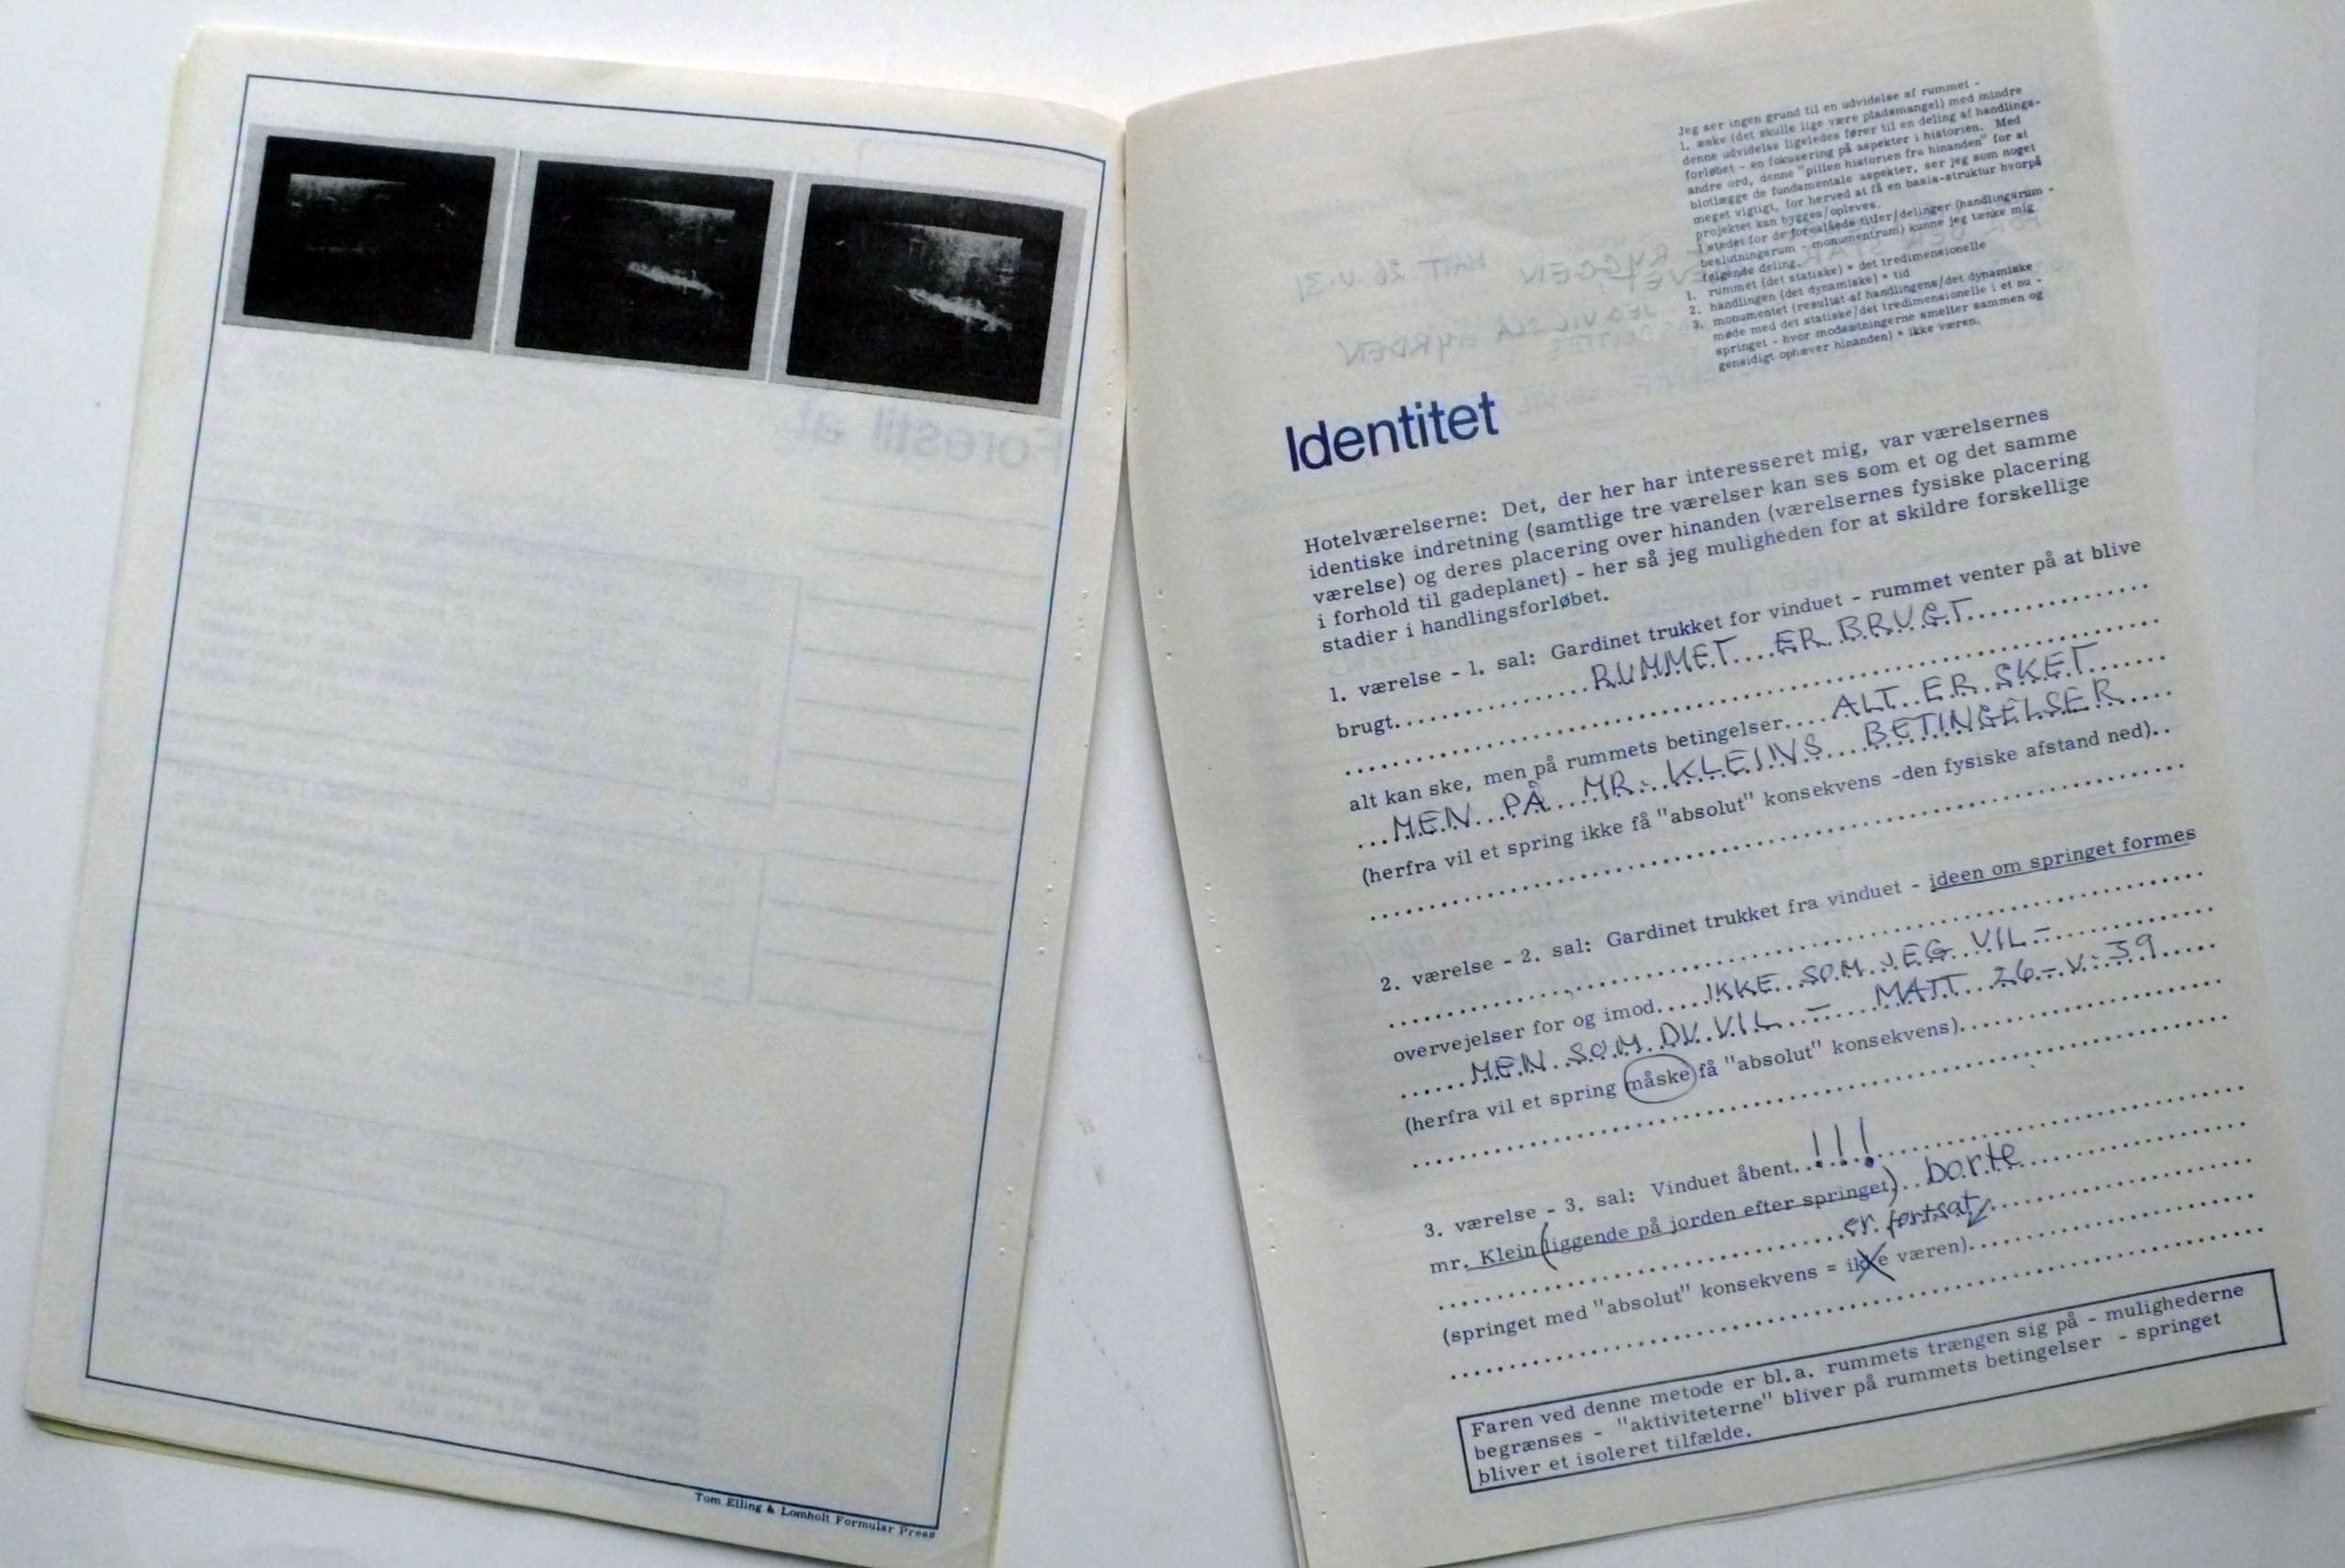 Tom Elling & Lomholt Formular Press
Jeg ser ingen grund til en udvidelse af rummet -
1. æske (det skulle lige være pladsmangel) med mindre
denne udvidelse ligeledes fører til en deling af handlings-
forløbet - en fokusering på aspekter i historien. Med
andre ord, denne "pillen historien fra hinanden" for at
blotlægge de fundamentale aspekter, ser jeg som noget
meget vigtigt, for herved at få en basis-struktur hvorpå
projektet kan bygges/opleves.
I stedet for de foreslåede titler/delinger (handlingsrum -
beslutningsrum - monumentrum) kunne jeg tænke mig
følgende deling.
1. rummet (det statiske) = det tredimensionelle
2. handlingen (det dynamiske) = tid
3. monumentet (resultat af handlingens/det dynamiske
møde med det statiske/det tredimensionelle i et nu -
springet - hvor modsætningerne smelter sammen og
gensidigt ophæver hinanden) = ikke væren.
Identitet
Hotelværelserne: Det, der her har interesseret mig, var værelsernes
identiske indretning (samtlige tre værelser kan ses som et og det samme
værelse) og deres placering over hinanden (værelsernes fysiske placering
i forhold til gadeplanet) - her så jeg muligheden for at skildre forskellige
stadier i handlingsforløbet.
1. værelse - 1. sal: Gardinet trukket for vinduet - rummet venter på at blive
brugt. RUMMET ER BRUGT
alt kan ske, men på rummets betingelser ALT ER SKET
MEN PÅ MR. KLEINS BETINGELSER
(herfra vil et spring ikke få "absolut" konsekvens -den fysiske afstand ned)..
2. værelse - 2. sal: Gardinet trukket fra vinduet - ideen om springet formes
overvejelser for og imod. IKKE SOM JEG VIL -
MEN SOM DU VIL - MATT 26-V-39
(herfra vil et spring måske få "absolut" konsekvens)
3. værelse - 3. sal: Vinduet åbent. !!!
mr. Klein (liggende på jorden efter springet) borte
er fortsat
(springet med "absolut" konsekvens = ikke væren)
Faren ved denne metode er bl.a. rummets trængen sig på - mulighederne
begrænses - "aktiviteterne" bliver på rummets betingelser - springet
bliver et isoleret tilfælde.